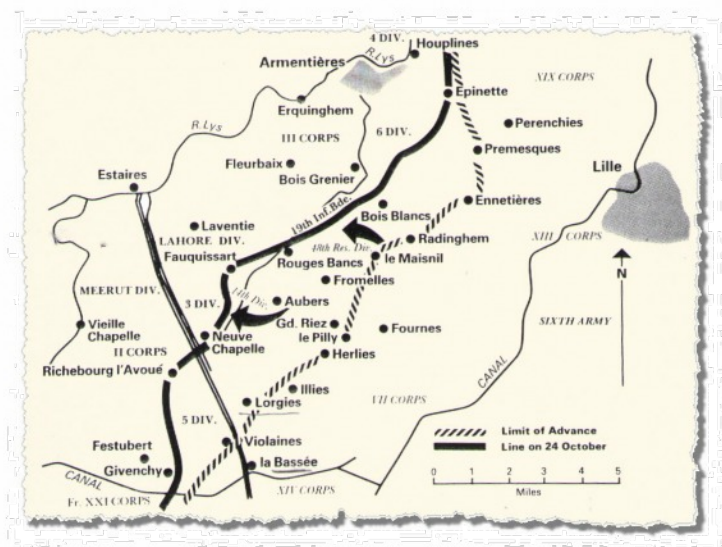 4 DIV.
Houplines
R.Lys
Armentières
XIX CORPS
Epinette
Erquinghem
R.Lys
Perenchies
III CORPS
6 DIV.
Premesques
Fleurbaix
Bois Grenier
Lille
Estaires
Ennetières
19th Inf.Bde.
Bois Blancs
Laventie
LAHORE DIV.
48th Res. Div.
Radinghem
XIII CORPS
Fauquissart
Rouges Bancs
le Maisnil
N
MEERUT DIV.
14th Div.
Fromelles
3 DIV.
Aubers
SIXTH ARMY
Vieille
Chapelle
Gd. Riez
Fournes
Neuve
Chapelle
le Pilly
II CORPS
Herlies
Richebourg l'Avoué
CANAL
Illies
VII CORPS
Lorgies
5 DIV.
Limit of Advance
Line on 24 October
Festubert
Violaines
Givenchy
la Bassée
CANAL
XIV CORPS
Fr. XXI CORPS
0 1 2 3 4 5
Miles